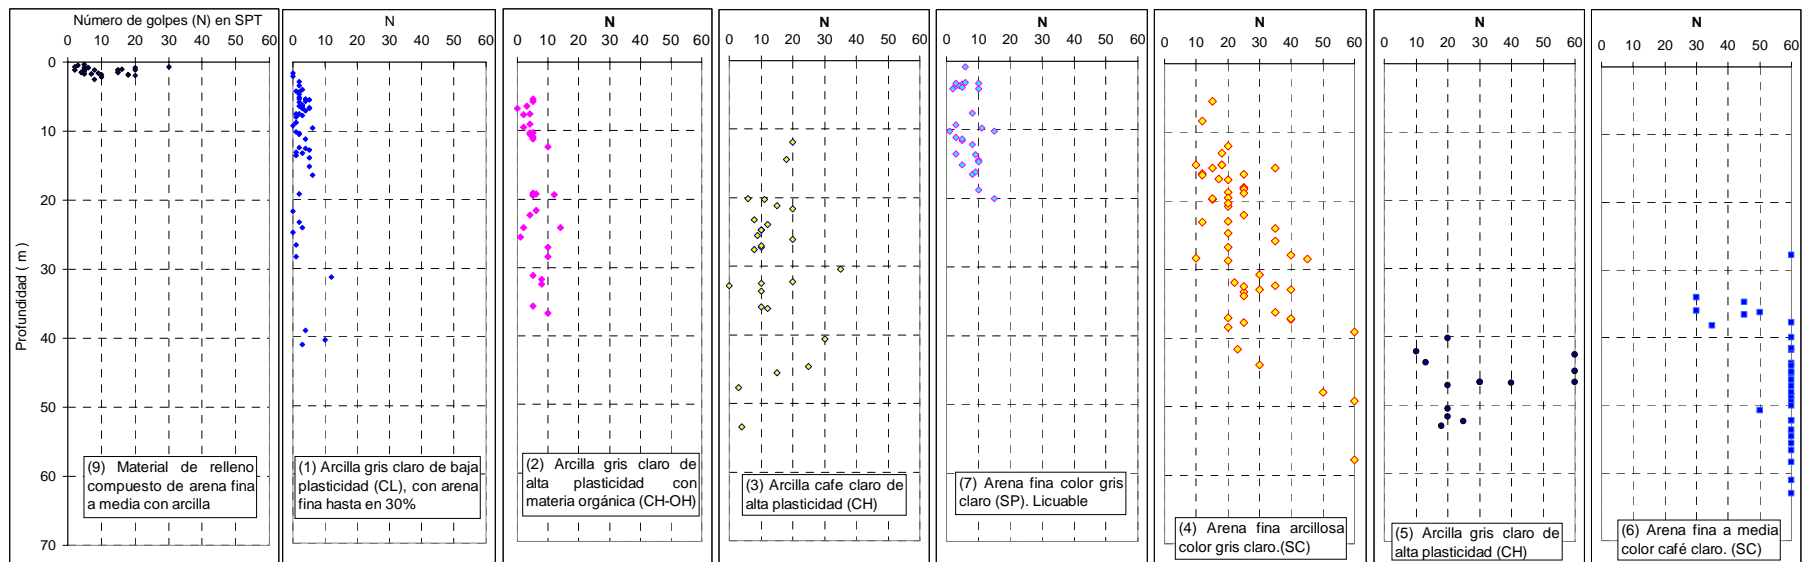 Número de golpes (N) en SPT
0 10 20 30 40 50 60
0
10
20
30
40
50
60
70
Profundidad ( m )
(9) Material de relleno
compuesto de arena fina
a media con arcilla
N
0 10 20 30 40 50 60
(1) Arcilla gris claro de baja
plasticidad (CL), con arena
fina hasta en 30%
N
0 10 20 30 40 50 60
(2) Arcilla gris claro de
alta plasticidad con
materia orgánica (CH-OH)
N
0 10 20 30 40 50 60
(3) Arcilla cafe claro de
alta plasticidad (CH)
N
0 10 20 30 40 50 60
(7) Arena fina color gris
claro (SP). Licuable
N
0 10 20 30 40 50 60
(4) Arena fina arcillosa
color gris claro.(SC)
N
0 10 20 30 40 50 60
(5) Arcilla gris claro de
alta plasticidad (CH)
N
0 10 20 30 40 50 60
(6) Arena fina a media
color café claro. (SC)